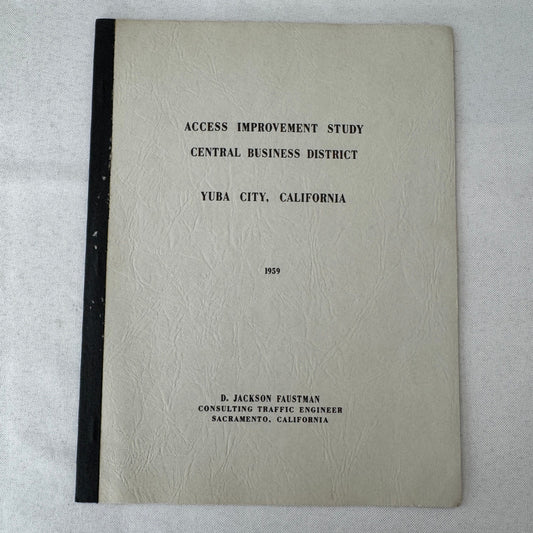 ACCESS IMPROVEMENT STUDY
CENTRAL BUSINESS DISTRICT
YUBA CITY, CALIFORNIA
1959
D. JACKSON FAUSTMAN
CONSULTING TRAFFIC ENGINEER
SACRAMENTO, CALIFORNIA